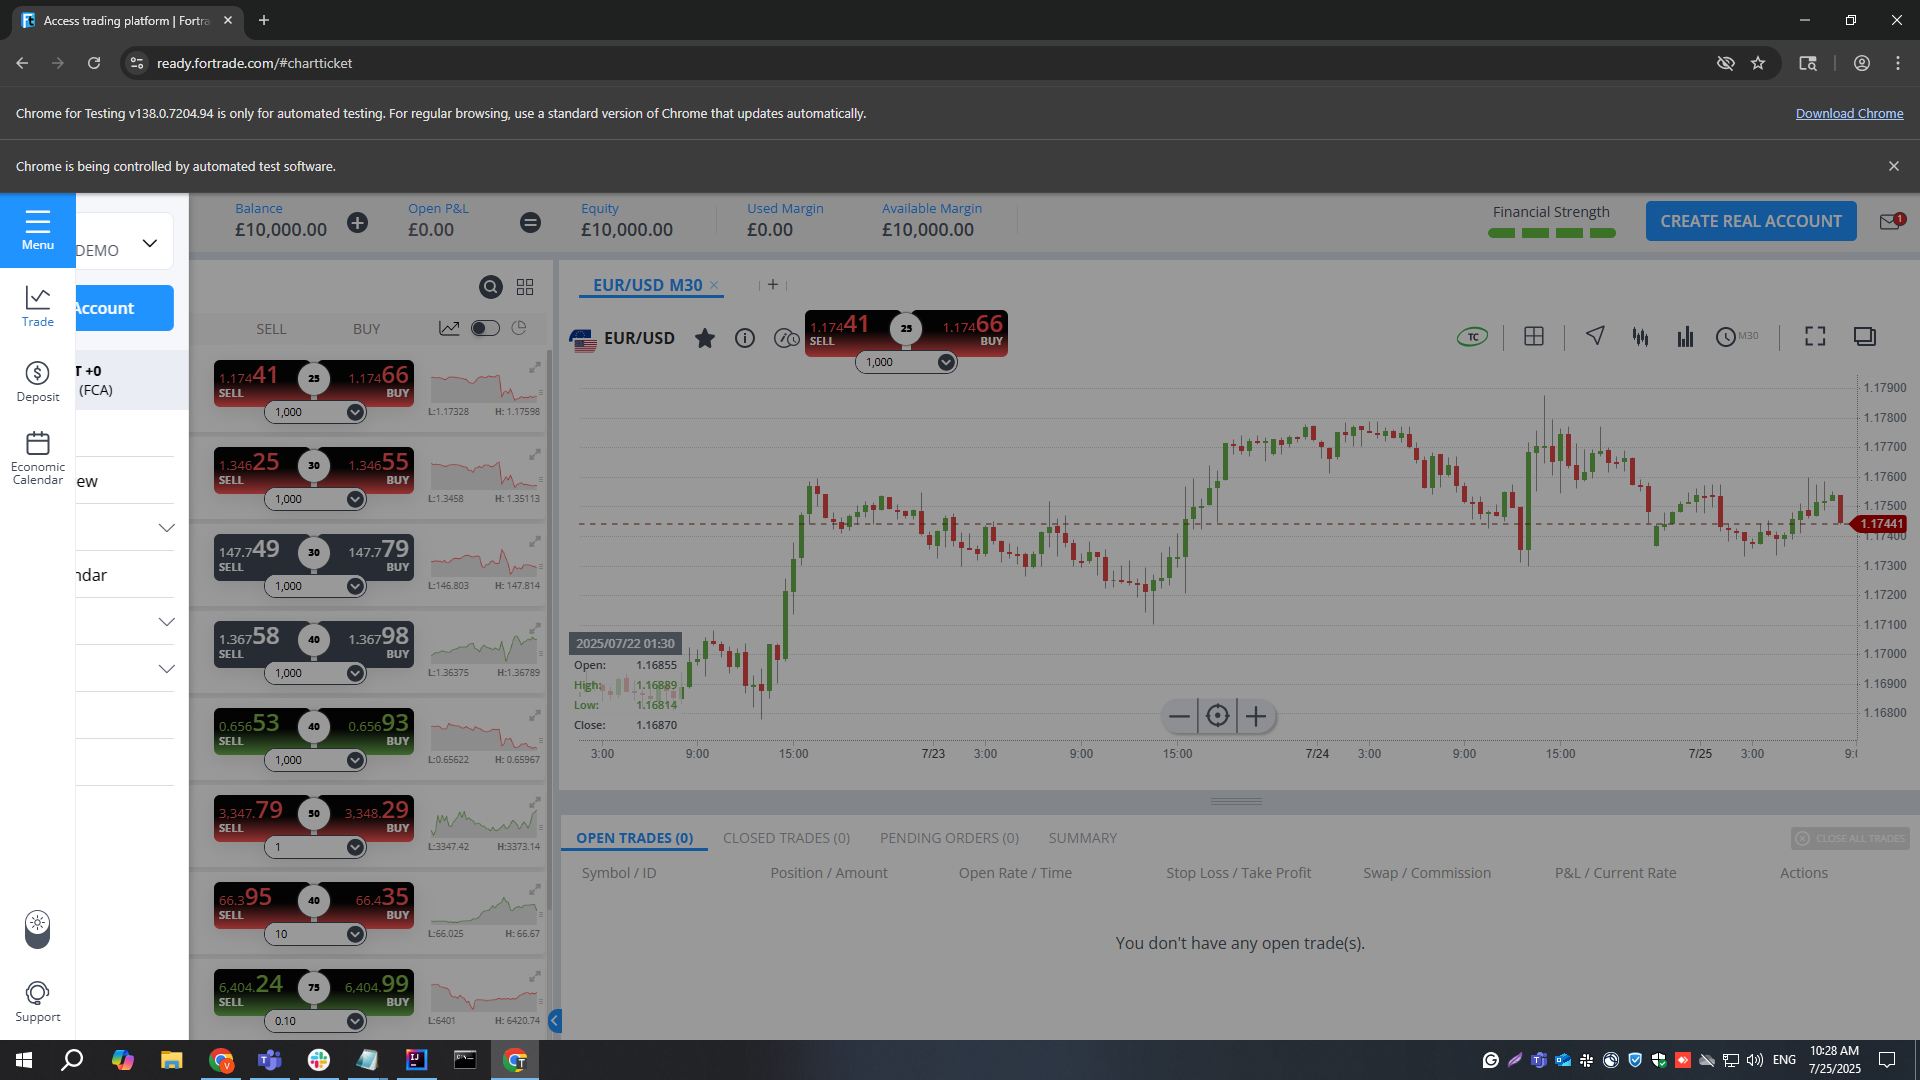 Access trading platform | Fortra
ready.fortrade.com/#chartticket
Chrome for Testing v138.0.7204.94 is only for automated testing. For regular browsing, use a standard version of Chrome that updates automatically.
Download Chrome
Chrome is being controlled by automated test software.
Menu
Trade
Deposit
Economic
Calendar
Support
DEMO
Account
T +0
(FCA)
ew
ndar
Balance
£10,000.00
Open P&L
£0.00
Equity
£10,000.00
Used Margin
£0.00
Available Margin
£10,000.00
Financial Strength
CREATE REAL ACCOUNT
1
SELL BUY
1.17441 25 1.17466
SELL BUY
1,000
L:1.17328 H: 1.17598
1.34625 30 1.34655
SELL BUY
1,000
L:1.3458 H: 1.35113
147.749 30 147.779
SELL BUY
1,000
L:146.803 H: 147.814
1.36758 40 1.36798
SELL BUY
1,000
L:1.36375 H:1.36789
0.65653 40 0.65693
SELL BUY
1,000
L:0.65622 H: 0.65967
3,347.79 50 3,348.29
SELL BUY
1
L:3347.42 H:3373.14
66.395 40 66.435
SELL BUY
10
L:66.025 H: 66.67
6,404.24 75 6,404.99
SELL BUY
0.10
L:6401 H: 6420.74
EUR/USD M30
EUR/USD
1.17441 25 1.17466
SELL BUY
1,000
TC
M30
1.17900
1.17800
1.17700
1.17600
1.17500
1.17441
1.17400
1.17300
1.17200
1.17100
1.17000
1.16900
1.16800
2025/07/22 01:30
Open: 1.16855
High: 1.16889
Low: 1.16814
Close: 1.16870
3:00 9:00 15:00 7/23 3:00 9:00 15:00 7/24 3:00 9:00 15:00 7/25 3:00
OPEN TRADES (0) CLOSED TRADES (0) PENDING ORDERS (0) SUMMARY
CLOSE ALL TRADES
Symbol / ID Position / Amount Open Rate / Time Stop Loss / Take Profit Swap / Commission P&L / Current Rate Actions
You don't have any open trade(s).
ENG
10:28 AM
7/25/2025